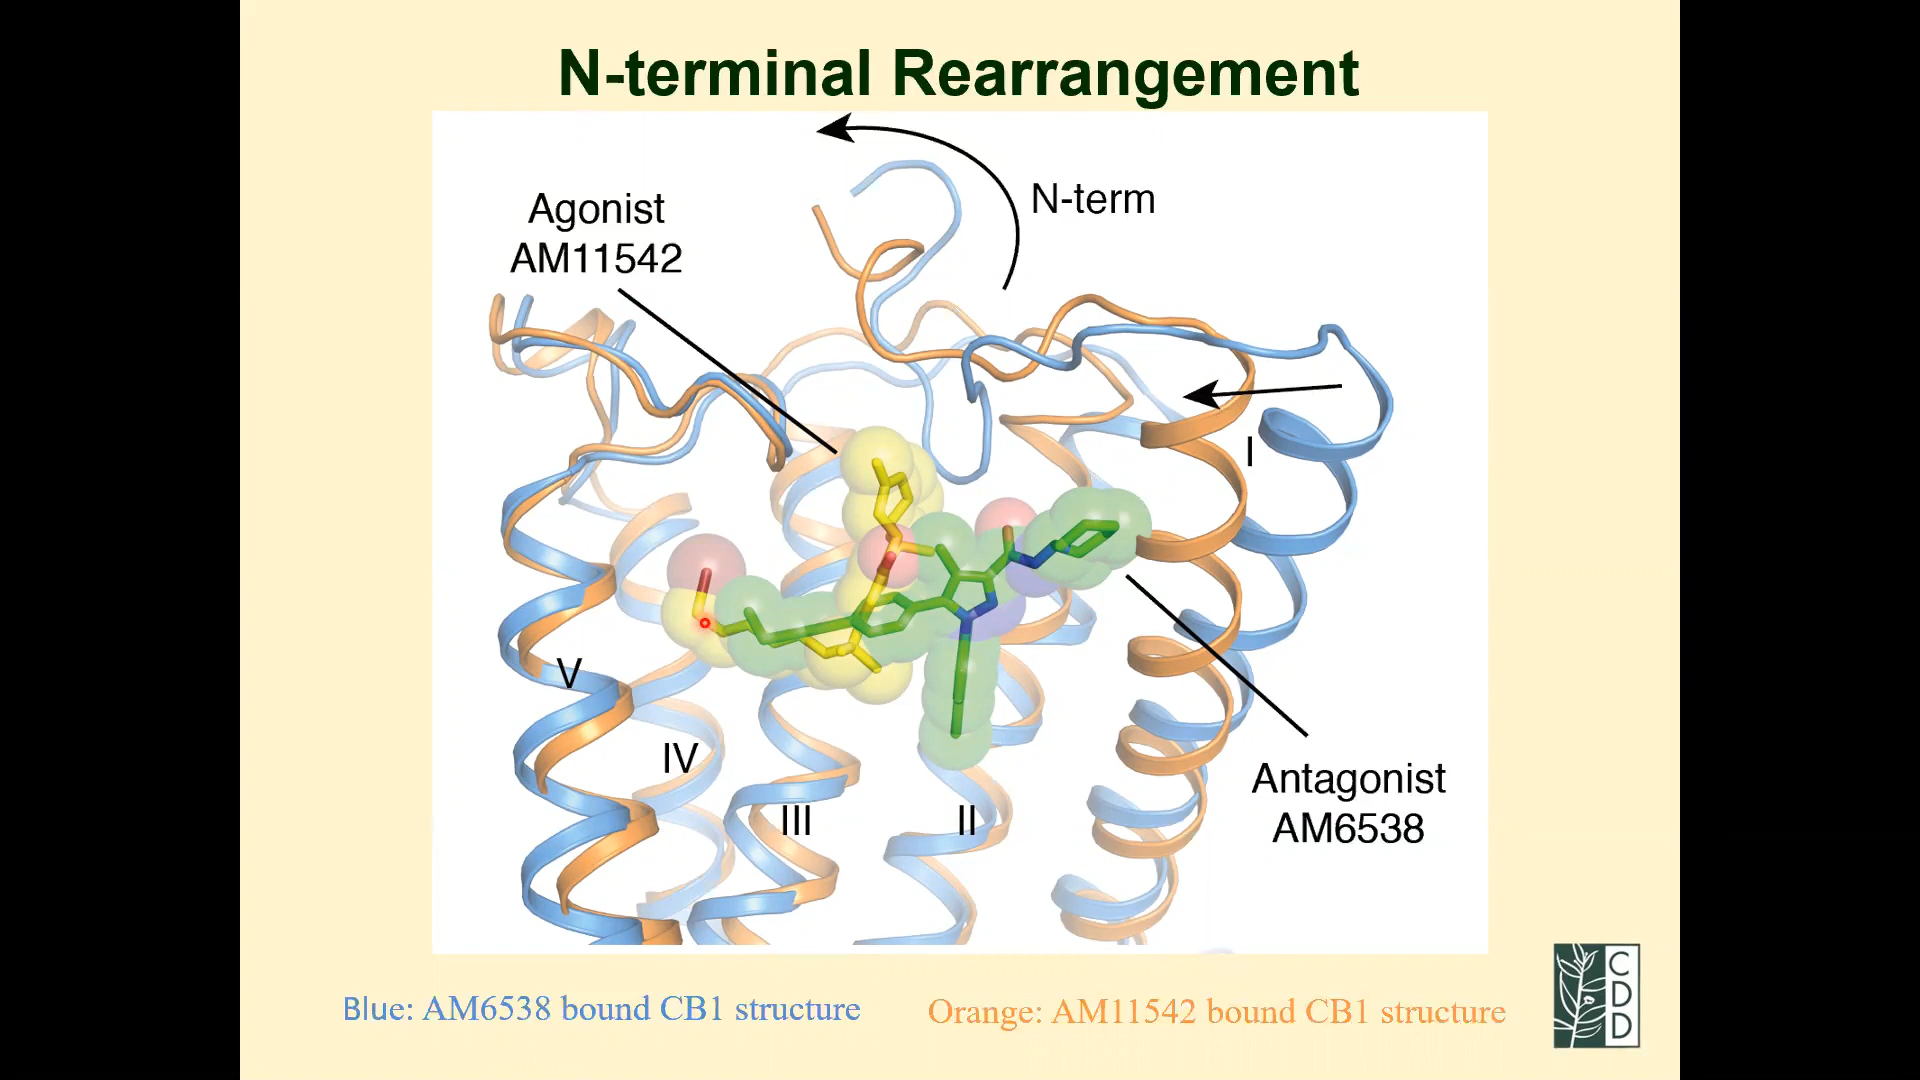 N-terminal Rearrangement
N-term
Agonist
AM11542
I
V
IV
III
II
Antagonist
AM6538
Blue: AM6538 bound CB1 structure
Orange: AM11542 bound CB1 structure
C
D
D